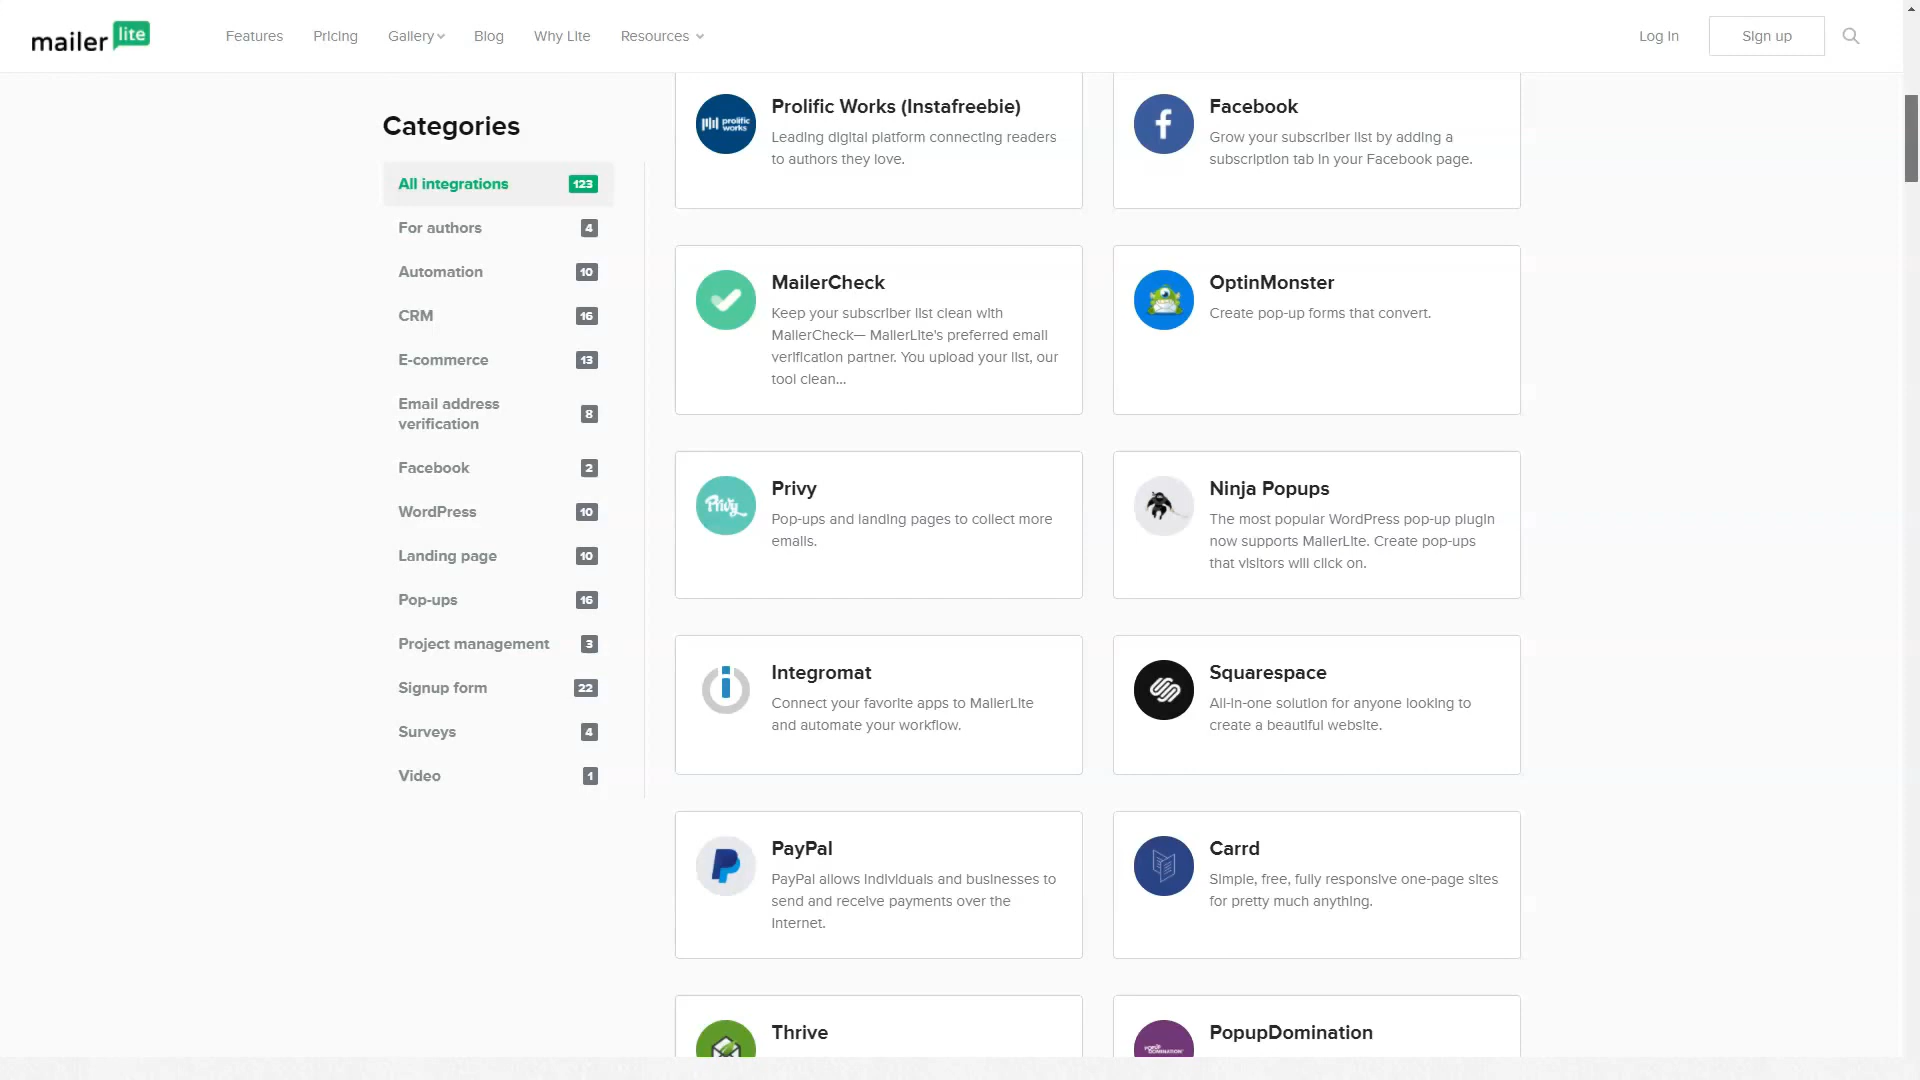 mailer lite
Features
Pricing
Gallery
Blog
Why Lite
Resources
Log in
Sign up
Categories
All integrations 123
For authors 4
Automation 10
CRM 16
E-commerce 13
Email address
verification 8
Facebook 2
WordPress 10
Landing page 10
Pop-ups 16
Project management 3
Signup form 22
Surveys 4
Video 1
prolific
works
Prolific Works (Instafreebie)
Leading digital platform connecting readers
to authors they love.
Facebook
Grow your subscriber list by adding a
subscription tab in your Facebook page.
MailerCheck
Keep your subscriber list clean with
MailerCheck— MailerLite's preferred email
verification partner. You upload your list, our
tool clean...
OptinMonster
Create pop-up forms that convert.
Privy
Privy
Pop-ups and landing pages to collect more
emails.
Ninja Popups
The most popular WordPress pop-up plugin
now supports MailerLite. Create pop-ups
that visitors will click on.
Integromat
Connect your favorite apps to MailerLite
and automate your workflow.
Squarespace
All-in-one solution for anyone looking to
create a beautiful website.
PayPal
PayPal allows individuals and businesses to
send and receive payments over the
Internet.
Carrd
Simple, free, fully responsive one-page sites
for pretty much anything.
Thrive
POPUP
DOMINATION
PopupDomination